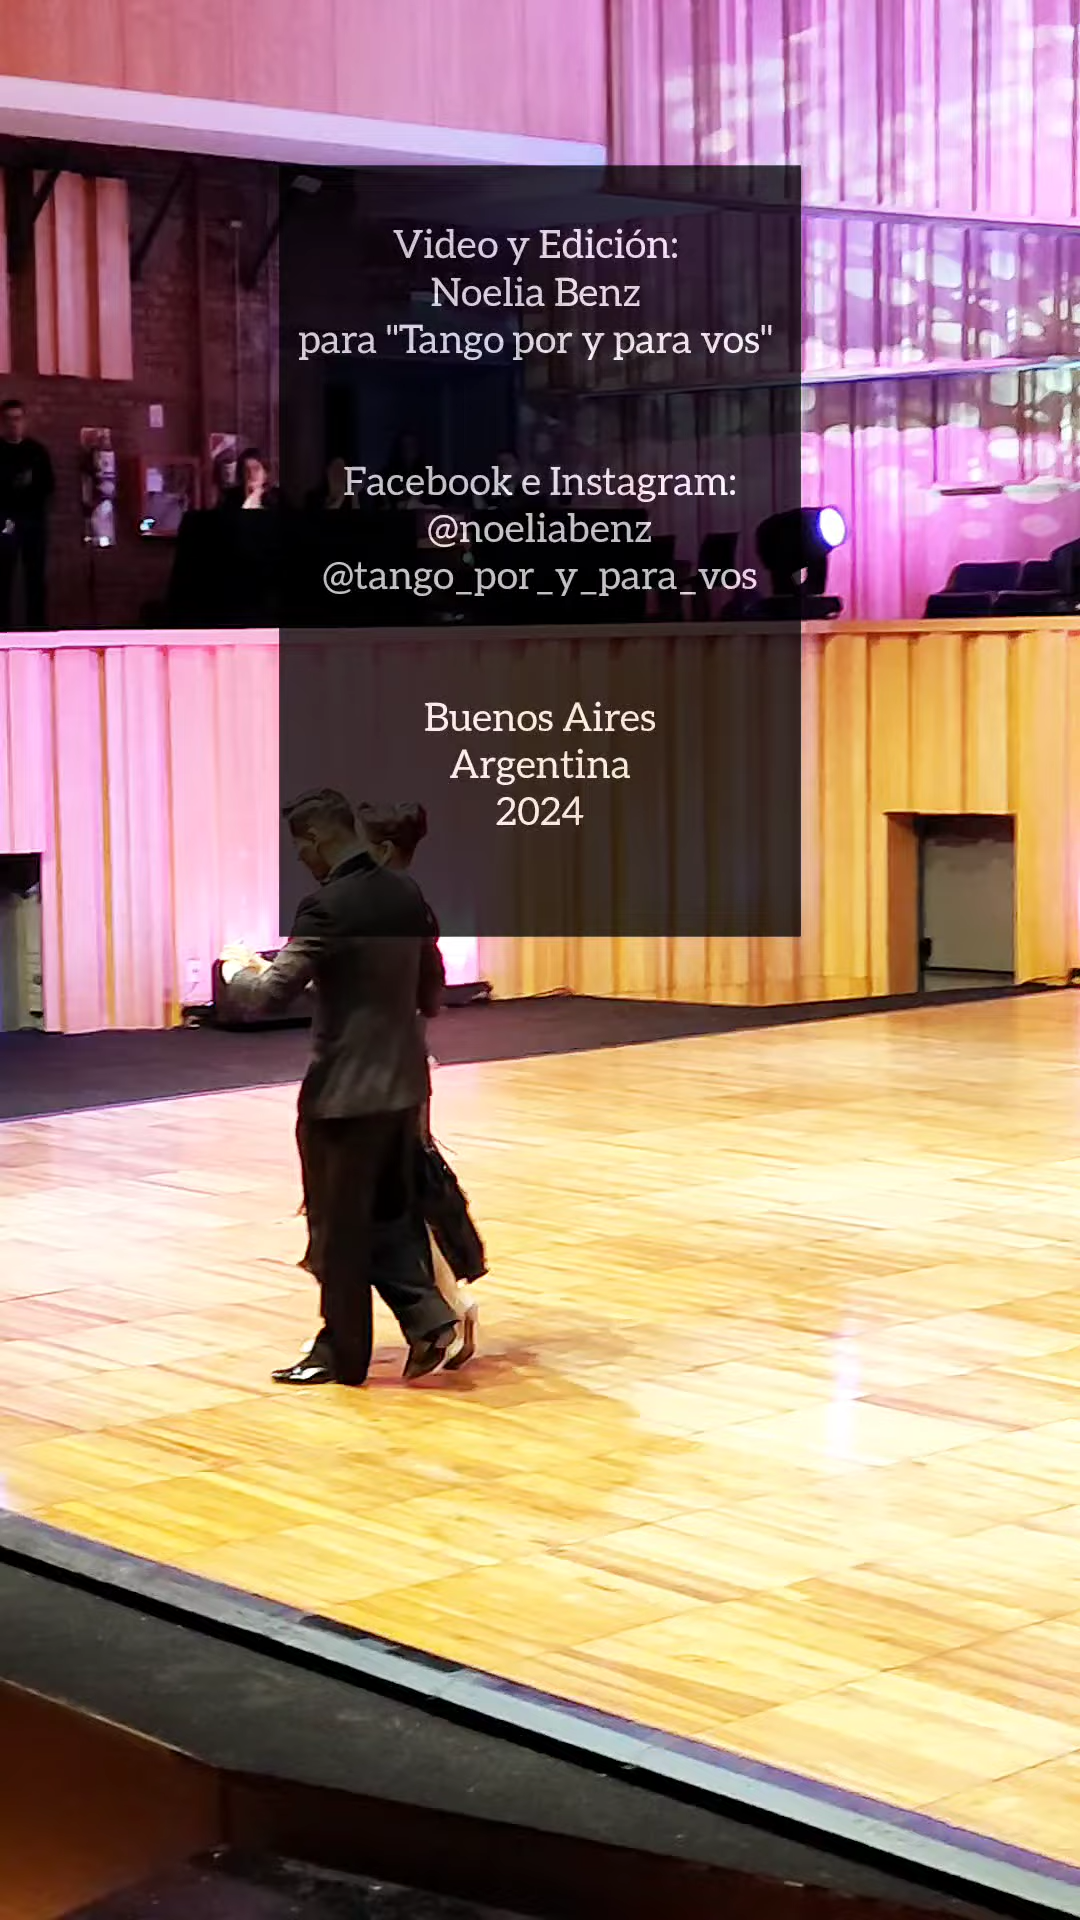 Video y Edición:
Noelia Benz
para "Tango por y para vos"
Facebook e Instagram:
@noeliabenz
@tango_por_y_para_vos
Buenos Aires
Argentina
2024